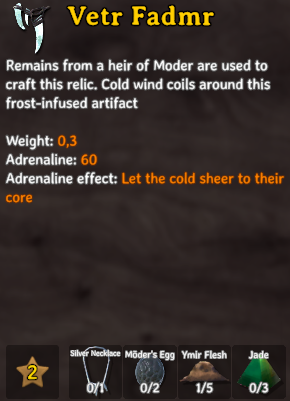 Vetr Fadmr
Remains from a heir of Moder are used to
craft this relic. Cold wind coils around this
frost-infused artifact
Weight: 0,3
Adrenaline: 60
Adrenaline effect: Let the cold sheer to their
core
2
Silver Necklace
0/1
Möder's Egg
0/2
Ymir Flesh
1/5
Jade
0/3